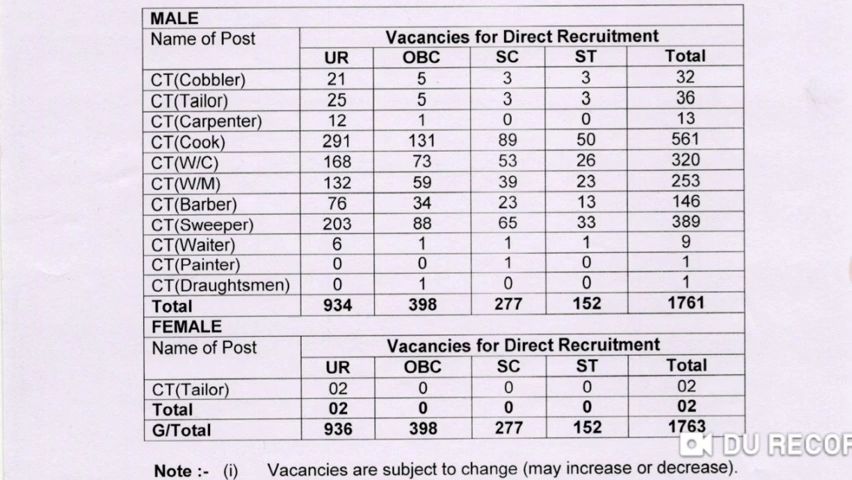 MALE
Name of Post Vacancies for Direct Recruitment
UR OBC SC ST Total
CT(Cobbler) 21 5 3 3 32
CT(Tailor) 25 5 3 3 36
CT(Carpenter) 12 1 0 0 13
CT(Cook) 291 131 89 50 561
CT(W/C) 168 73 53 26 320
CT(W/M) 132 59 39 23 253
CT(Barber) 76 34 23 13 146
CT(Sweeper) 203 88 65 33 389
CT(Waiter) 6 1 1 1 9
CT(Painter) 0 0 1 0 1
CT(Draughtsmen) 0 1 0 0 1
Total 934 398 277 152 1761
FEMALE
Name of Post Vacancies for Direct Recruitment
UR OBC SC ST Total
CT(Tailor) 02 0 0 0 02
Total 02 0 0 0 02
G/Total 936 398 277 152 1763
DU RECOR
Note :- (i) Vacancies are subject to change (may increase or decrease).